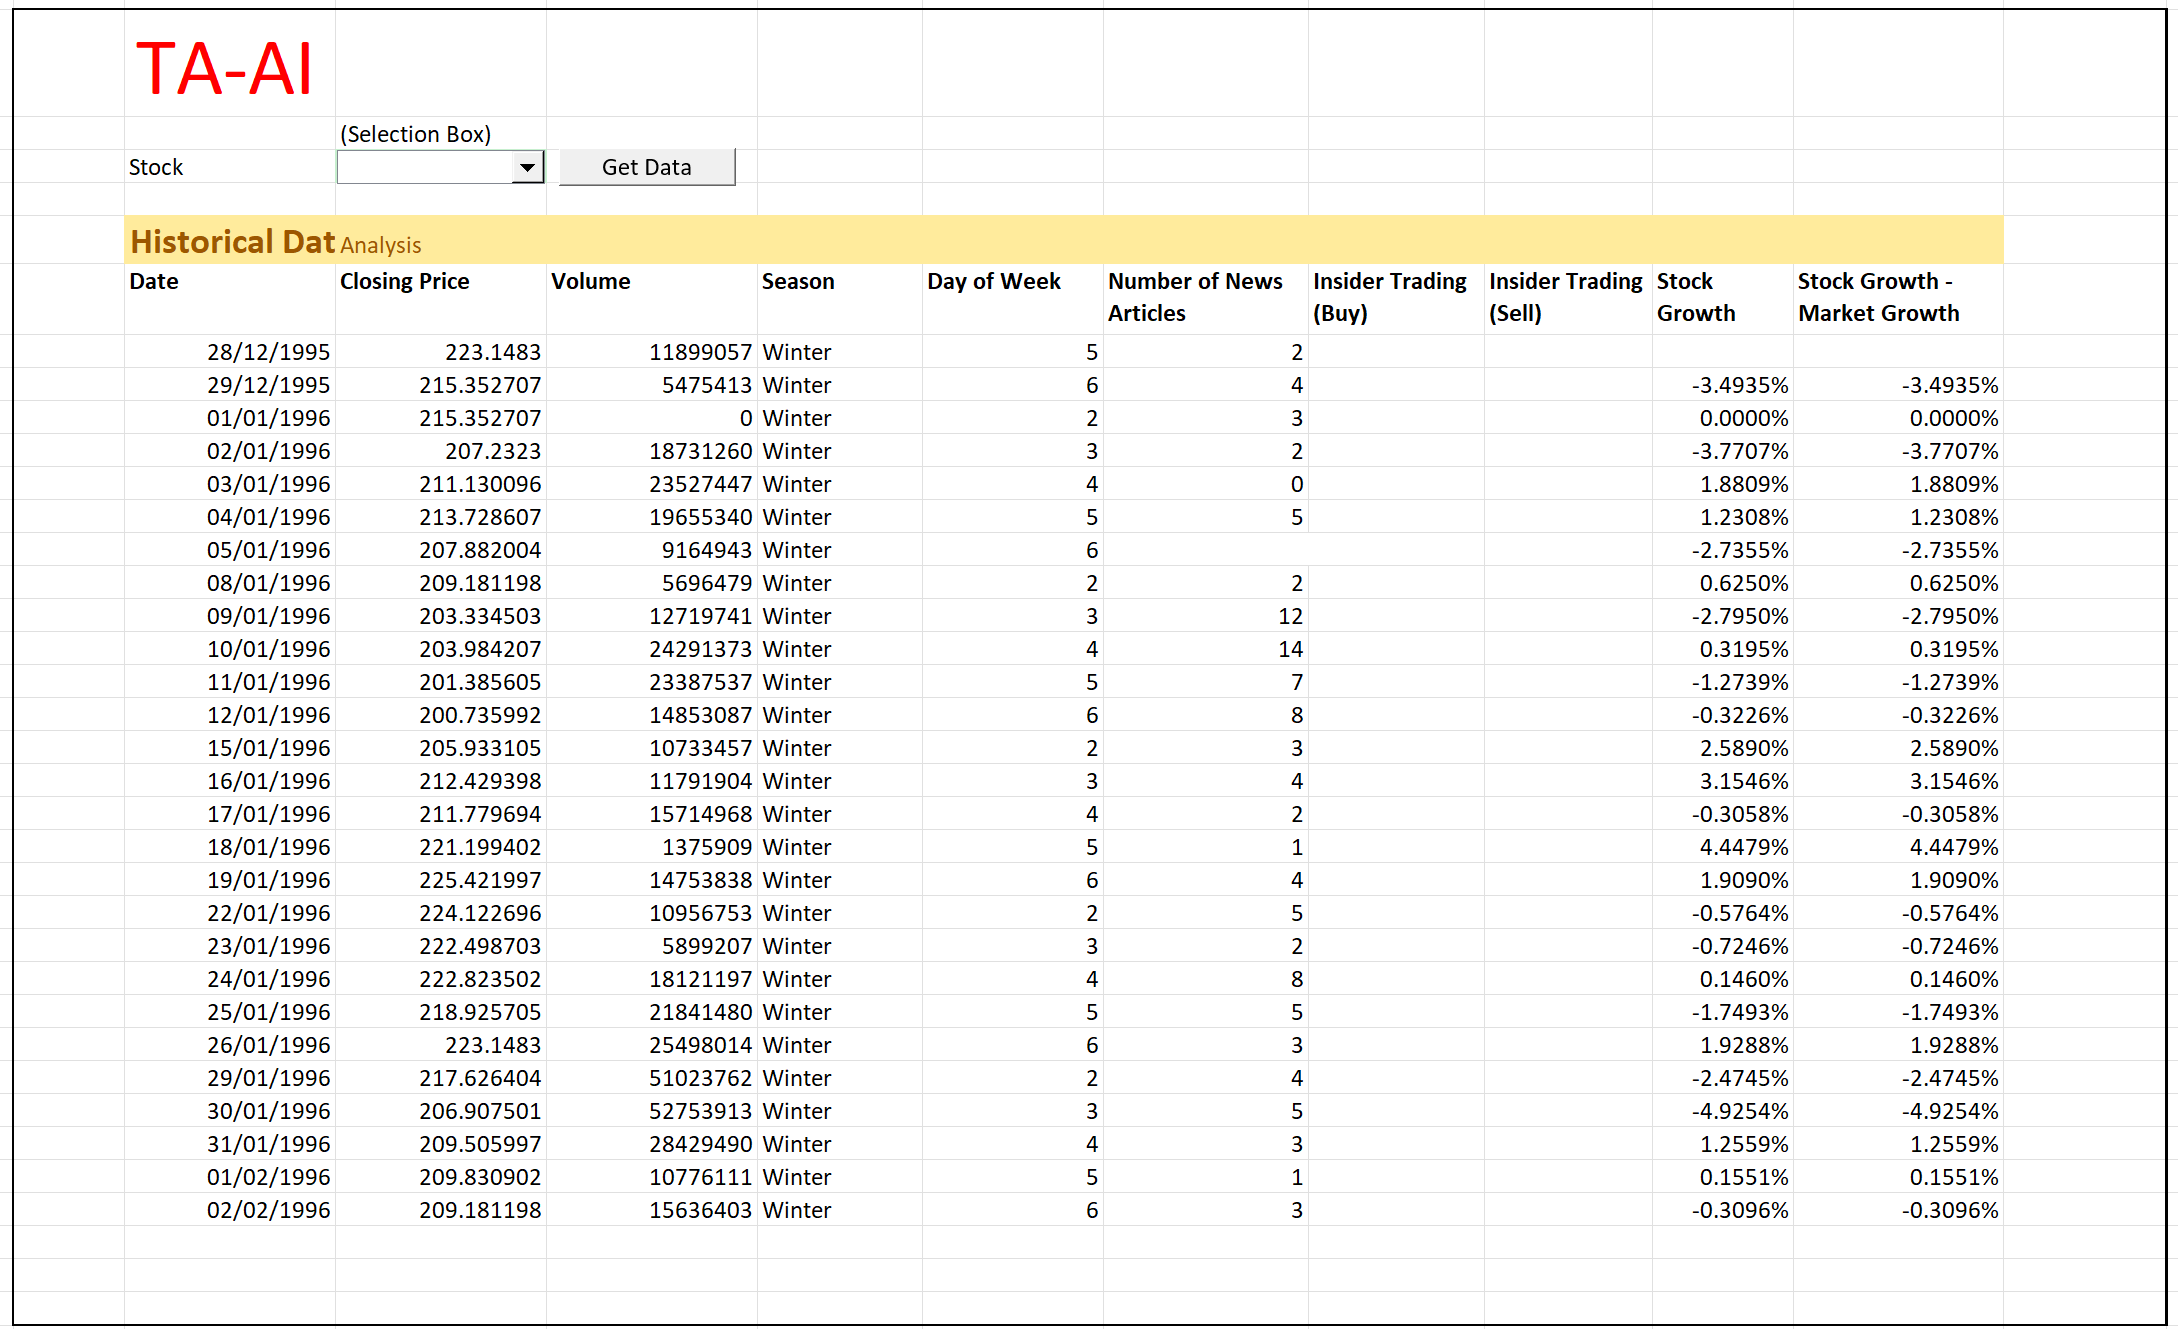 TA-AI
(Selection Box)
Stock Get Data
Historical Dat Analysis
Date Closing Price Volume Season Day of Week Number of News Articles Insider Trading (Buy) Insider Trading (Sell) Stock Growth Stock Growth - Market Growth
28/12/1995 223.1483 11899057 Winter 5 2
29/12/1995 215.352707 5475413 Winter 6 4 -3.4935% -3.4935%
01/01/1996 215.352707 0 Winter 2 3 0.0000% 0.0000%
02/01/1996 207.2323 18731260 Winter 3 2 -3.7707% -3.7707%
03/01/1996 211.130096 23527447 Winter 4 0 1.8809% 1.8809%
04/01/1996 213.728607 19655340 Winter 5 5 1.2308% 1.2308%
05/01/1996 207.882004 9164943 Winter 6 -2.7355% -2.7355%
08/01/1996 209.181198 5696479 Winter 2 2 0.6250% 0.6250%
09/01/1996 203.334503 12719741 Winter 3 12 -2.7950% -2.7950%
10/01/1996 203.984207 24291373 Winter 4 14 0.3195% 0.3195%
11/01/1996 201.385605 23387537 Winter 5 7 -1.2739% -1.2739%
12/01/1996 200.735992 14853087 Winter 6 8 -0.3226% -0.3226%
15/01/1996 205.933105 10733457 Winter 2 3 2.5890% 2.5890%
16/01/1996 212.429398 11791904 Winter 3 4 3.1546% 3.1546%
17/01/1996 211.779694 15714968 Winter 4 2 -0.3058% -0.3058%
18/01/1996 221.199402 1375909 Winter 5 1 4.4479% 4.4479%
19/01/1996 225.421997 14753838 Winter 6 4 1.9090% 1.9090%
22/01/1996 224.122696 10956753 Winter 2 5 -0.5764% -0.5764%
23/01/1996 222.498703 5899207 Winter 3 2 -0.7246% -0.7246%
24/01/1996 222.823502 18121197 Winter 4 8 0.1460% 0.1460%
25/01/1996 218.925705 21841480 Winter 5 5 -1.7493% -1.7493%
26/01/1996 223.1483 25498014 Winter 6 3 1.9288% 1.9288%
29/01/1996 217.626404 51023762 Winter 2 4 -2.4745% -2.4745%
30/01/1996 206.907501 52753913 Winter 3 5 -4.9254% -4.9254%
31/01/1996 209.505997 28429490 Winter 4 3 1.2559% 1.2559%
01/02/1996 209.830902 10776111 Winter 5 1 0.1551% 0.1551%
02/02/1996 209.181198 15636403 Winter 6 3 -0.3096% -0.3096%